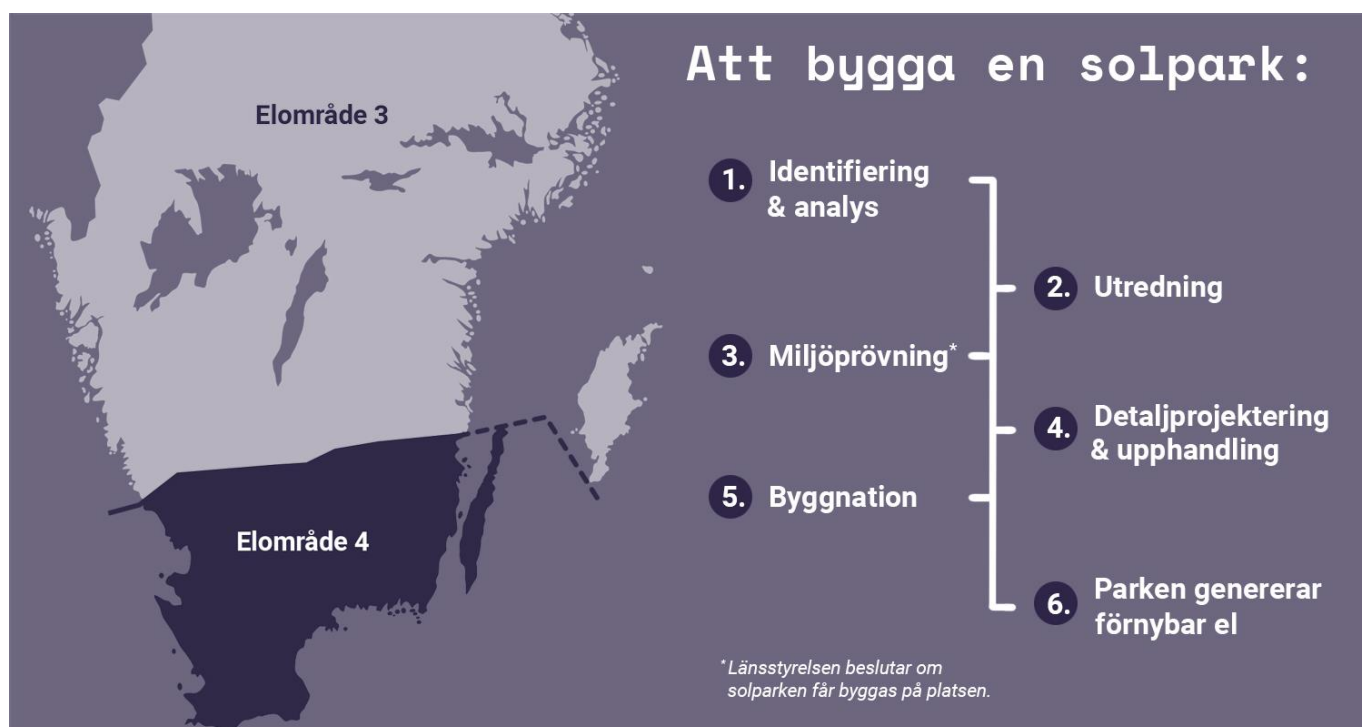 Att bygga en solpark:
Elområde 3
Elområde 4
1. Identifiering
& analys
2. Utredning
3. Miljöprövning*
4. Detaljprojektering
& upphandling
5. Byggnation
6. Parken genererar
förnybar el
*Länsstyrelsen beslutar om
solparken får byggas på platsen.